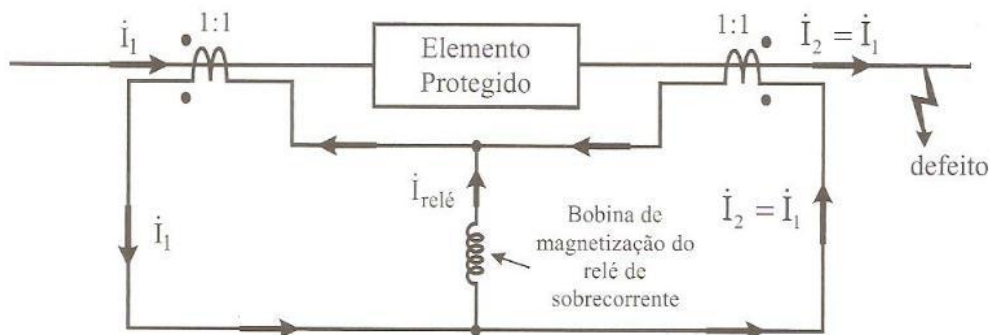 1:1
1:1
İ₁
Elemento
Protegido
İ₂ = İ₁
defeito
İrelé
İ₁
Bobina de
magnetização do
relé de
sobrecorrente
İ₂ = İ₁